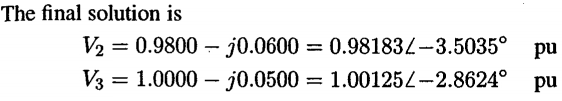 The final solution is
V₂ = 0.9800 − j0.0600 = 0.98183∠−3.5035° pu
V₃ = 1.0000 − j0.0500 = 1.00125∠−2.8624° pu